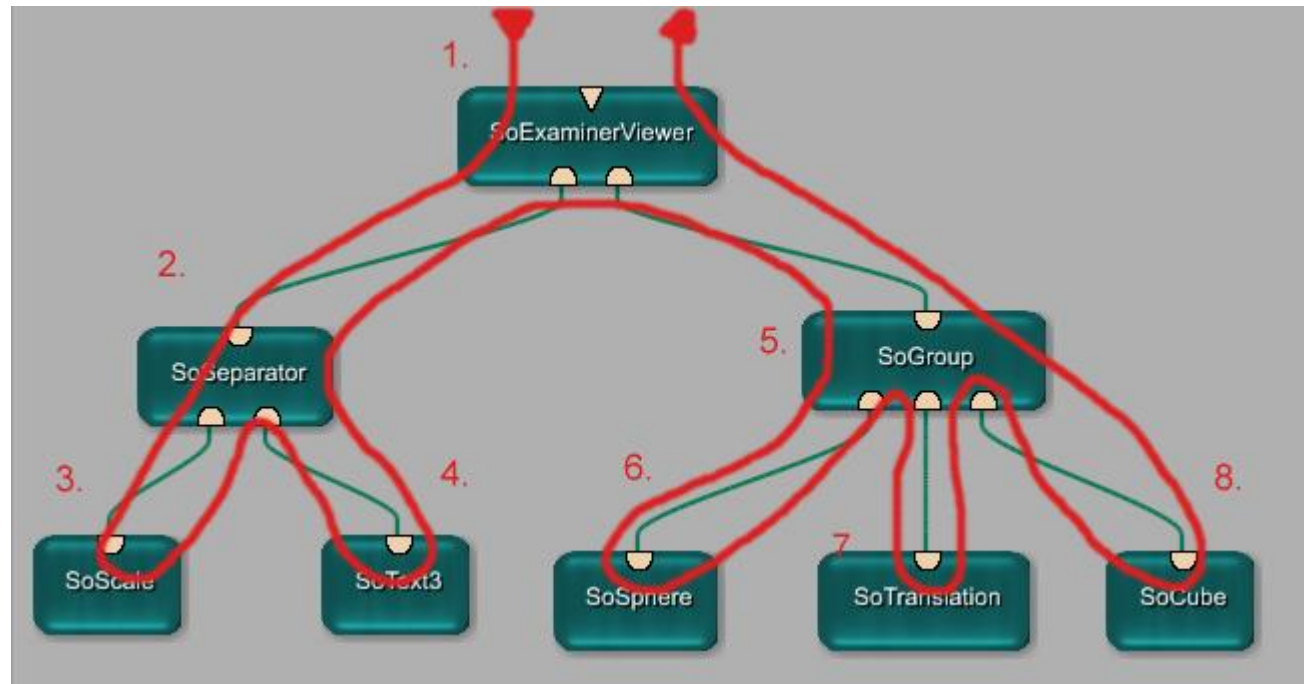 1.
SoExaminerViewer
2.
SoSeparator
5.
SoGroup
3.
4.
6.
8.
7
SoScale
SoText3
SoSphere
SoTranslation
SoCube